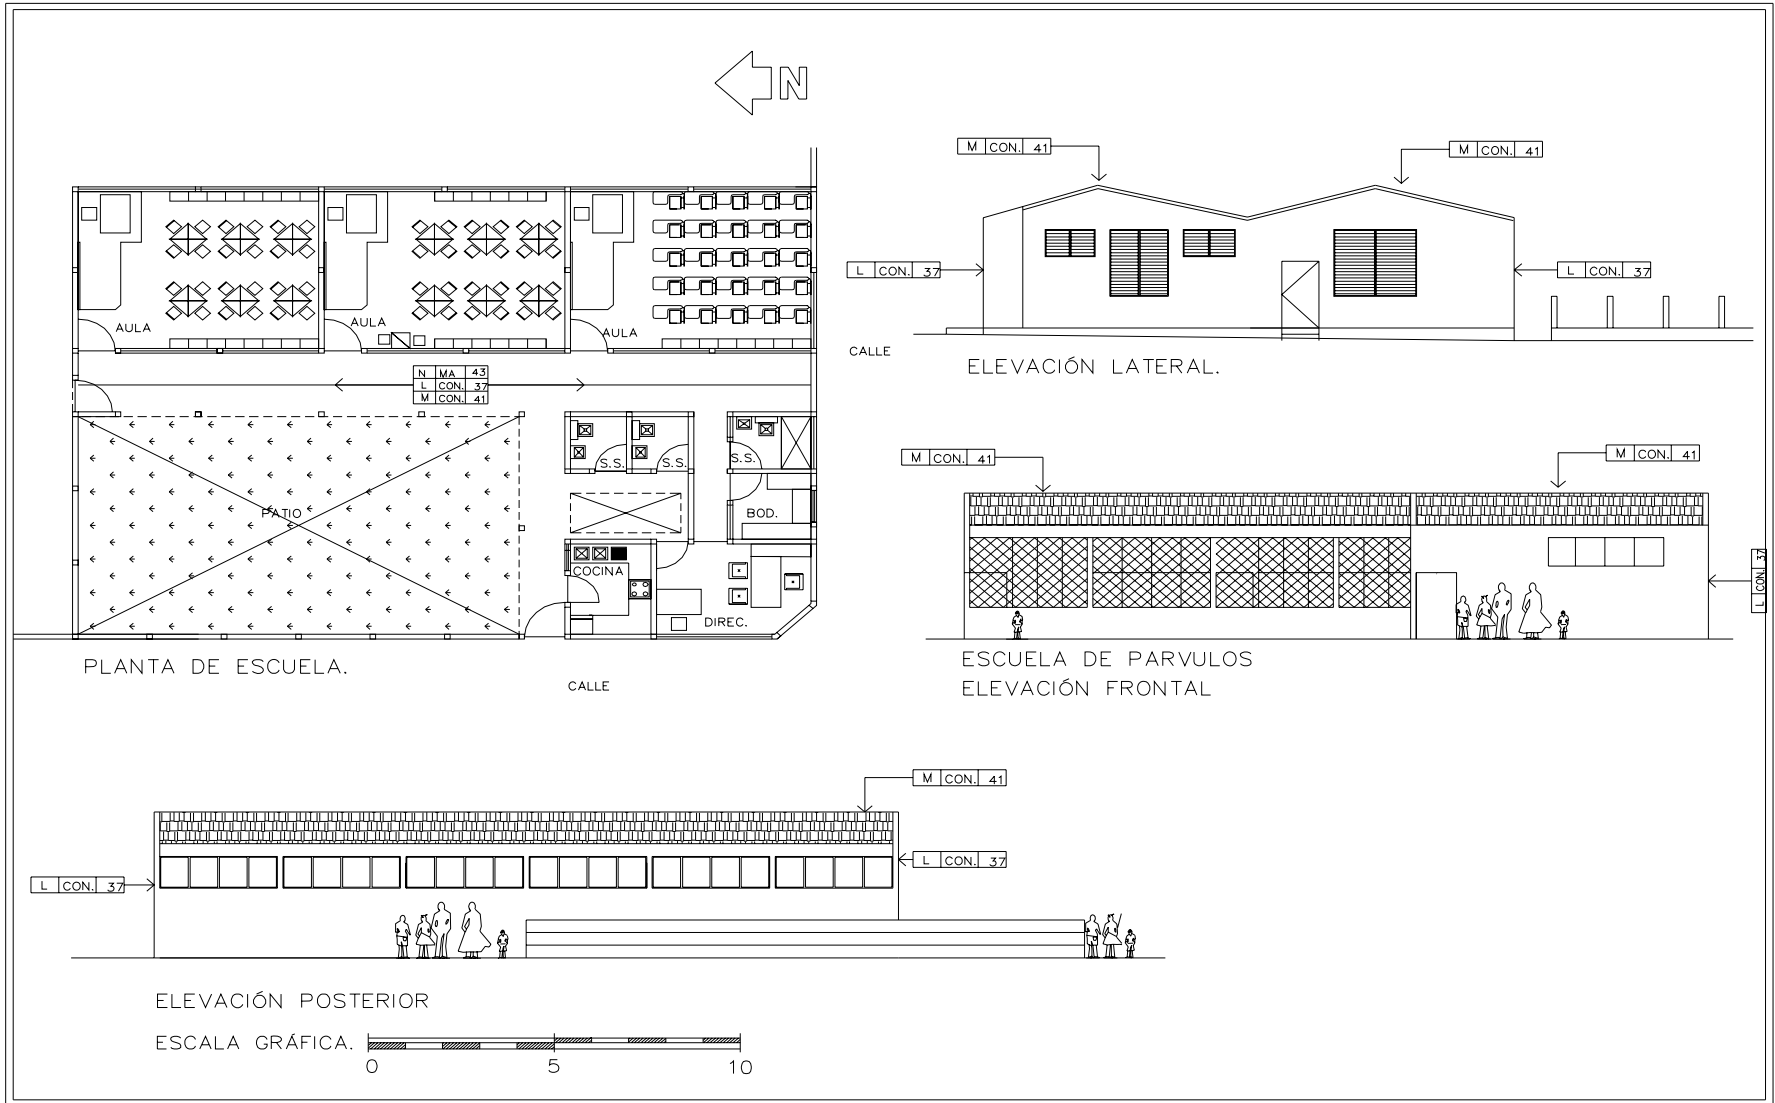 N
M CON. 41
M CON. 41
L CON. 37
L CON. 37
CALLE
ELEVACIÓN LATERAL.
AULA
AULA
AULA
N MA 43
L CON. 37
M CON. 41
S.S.
S.S.
S.S.
PATIO
BOD.
COCINA
DIREC.
PLANTA DE ESCUELA.
CALLE
M CON. 41
M CON. 41
L CON. 37
ESCUELA DE PARVULOS
ELEVACIÓN FRONTAL
M CON. 41
L CON. 37
L CON. 37
ELEVACIÓN POSTERIOR
ESCALA GRÁFICA.
0 5 10